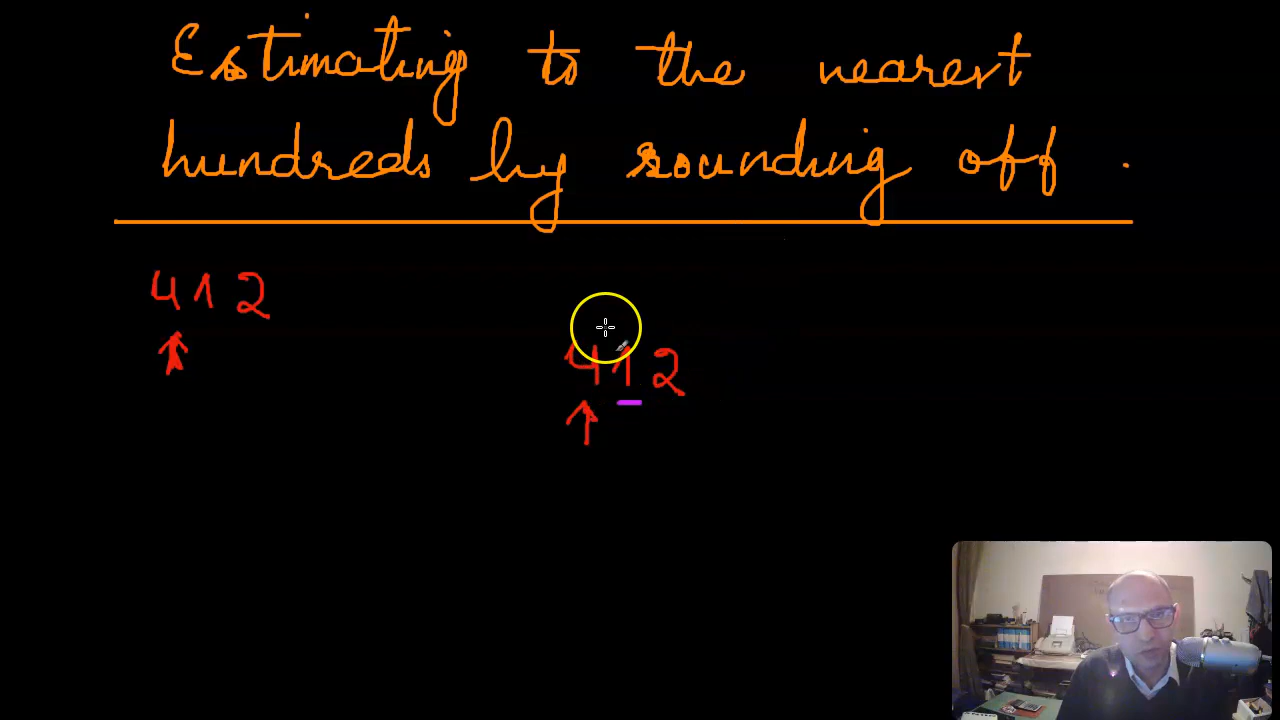 Estimating to the nearest
hundreds by rounding off.
412
412